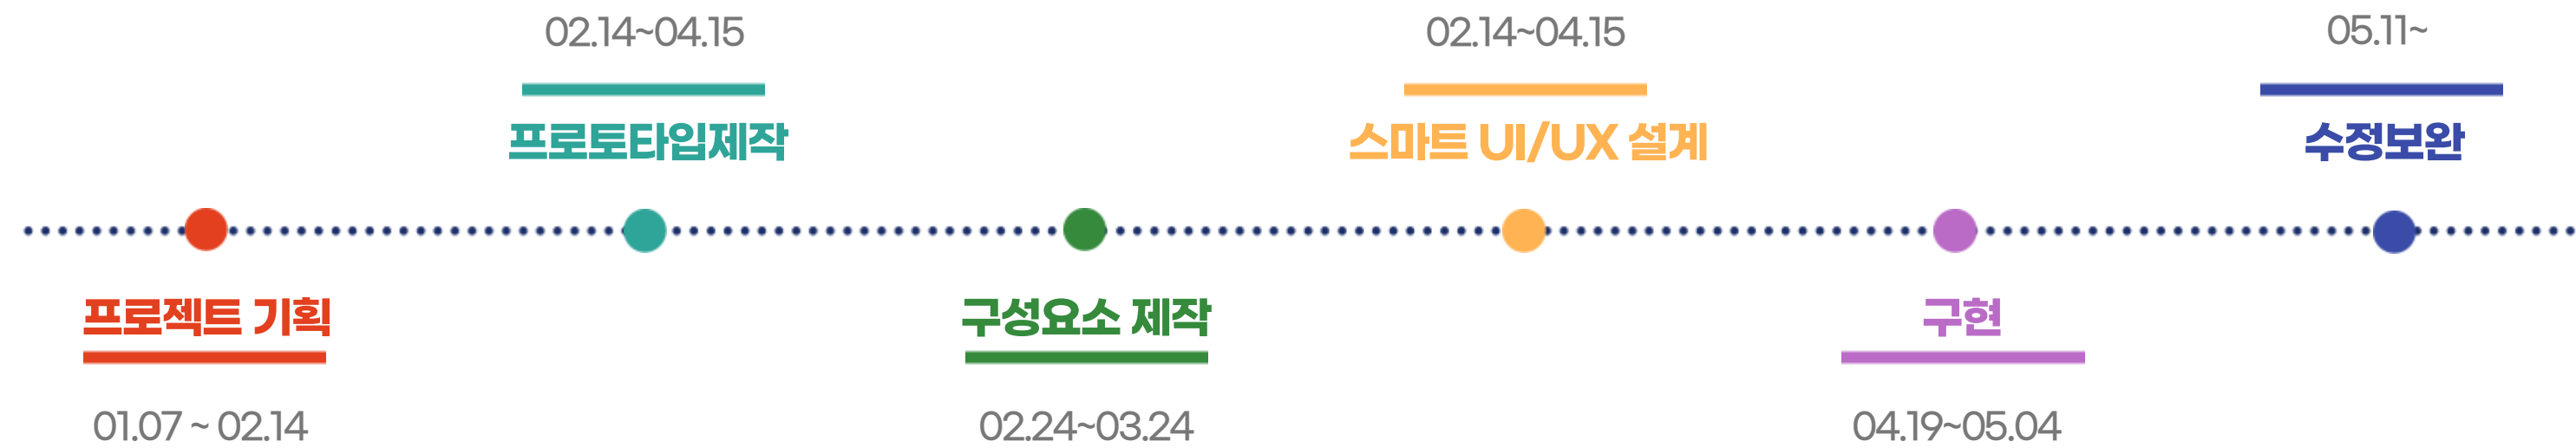 프로젝트 기획
01.07 ~ 02.14
02.14~04.15
프로토타입제작
구성요소 제작
02.24~03.24
02.14~04.15
스마트 UI/UX 설계
구현
04.19~05.04
05.11~
수정보완